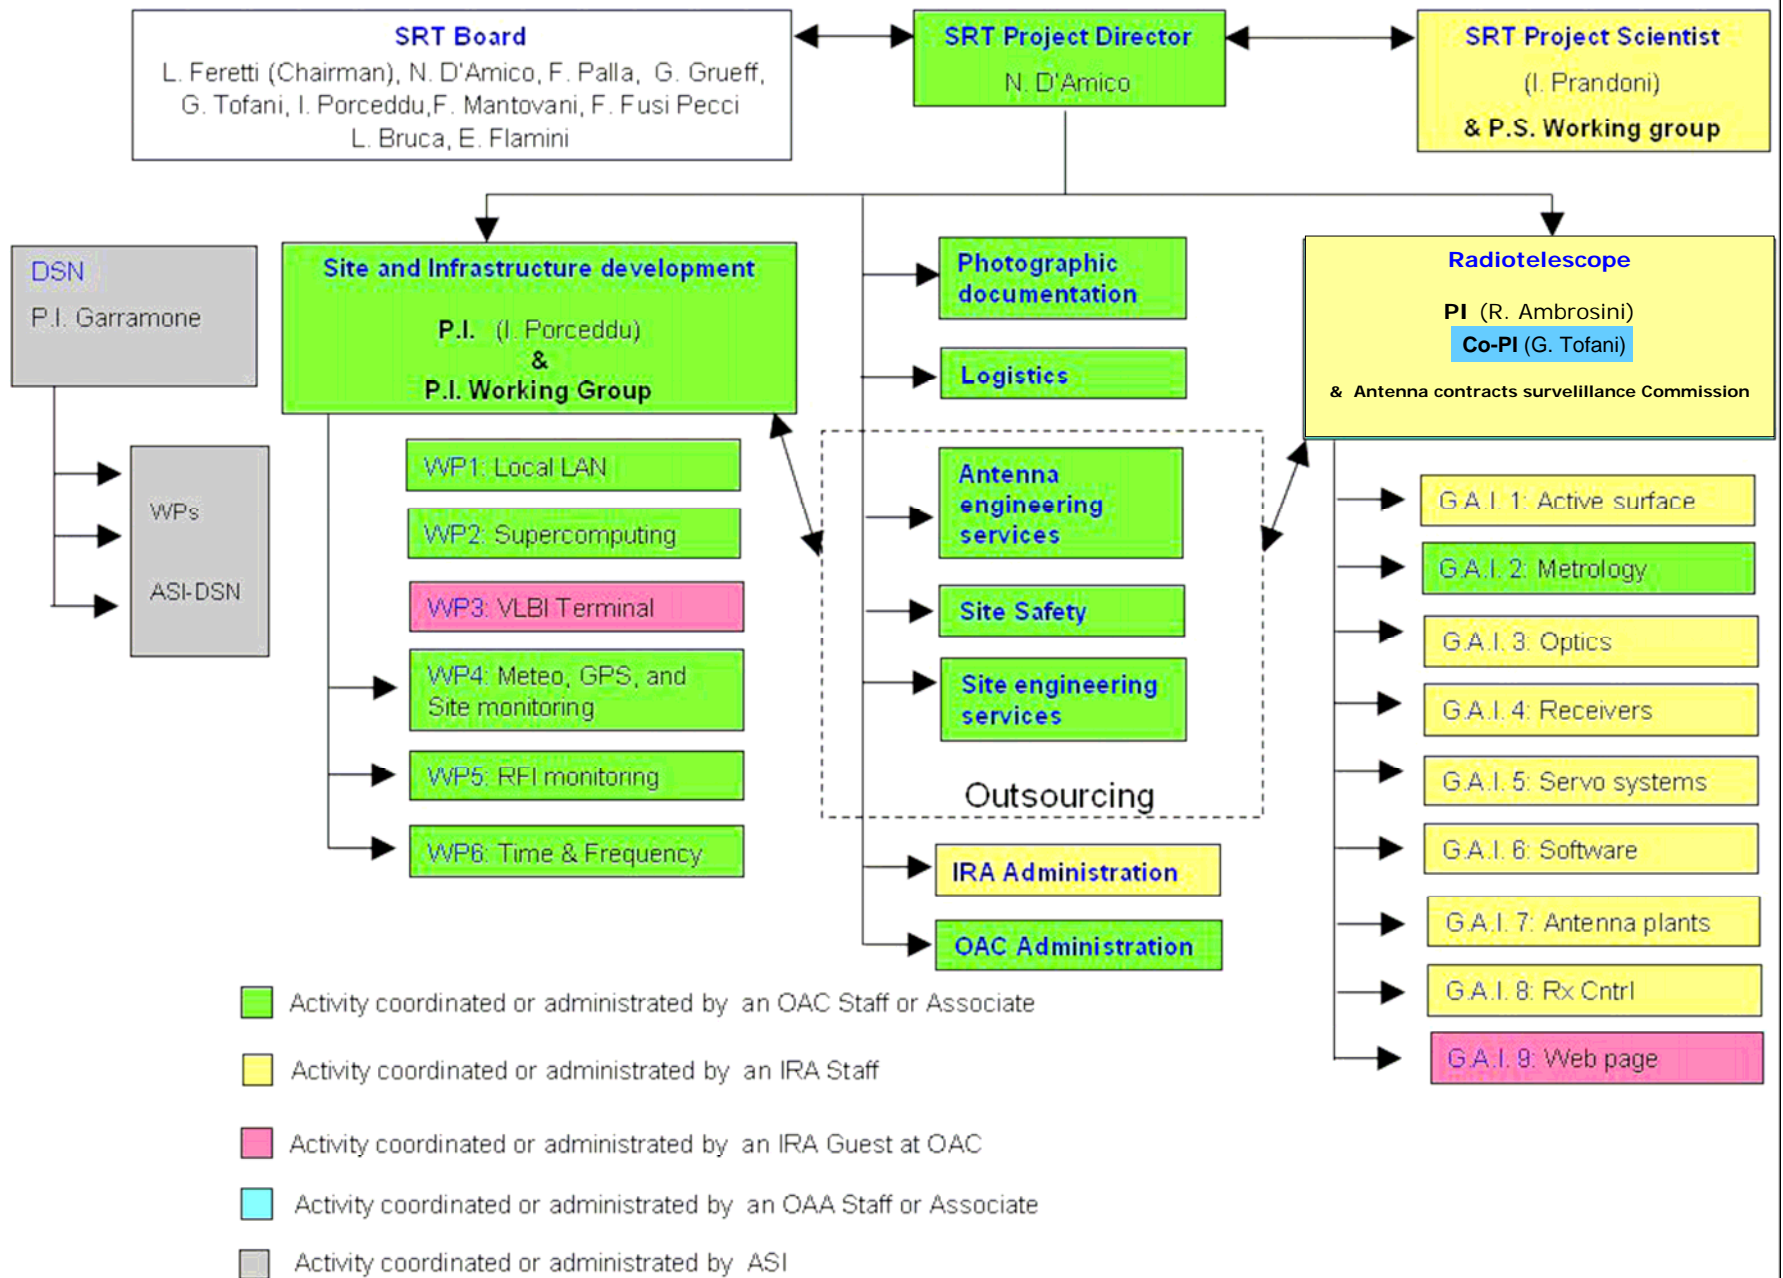 SRT Board
L. Feretti (Chairman), N. D'Amico, F. Palla, G. Grueff,
G. Tofani, I. Porceddu,F. Mantovani, F. Fusi Pecci
L. Bruca, E. Flamini
SRT Project Director
N. D'Amico
SRT Project Scientist
(I. Prandoni)
& P.S. Working group
DSN
P.I. Garramone
WPs
ASI-DSN
Site and Infrastructure development
P.I. (I. Porceddu)
&
P.I. Working Group
WP1: Local LAN
WP2: Supercomputing
WP3: VLBI Terminal
WP4: Meteo, GPS, and
Site monitoring
WP5: RFI monitoring
WP6: Time & Frequency
Photographic
documentation
Logistics
Antenna
engineering
services
Site Safety
Site engineering
services
Outsourcing
IRA Administration
OAC Administration
Radiotelescope
PI (R. Ambrosini)
Co-PI (G. Tofani)
& Antenna contracts survelillance Commission
G.A.I. 1: Active surface
G.A.I. 2: Metrology
G.A.I. 3: Optics
G.A.I. 4: Receivers
G.A.I. 5: Servo systems
G.A.I. 6: Software
G.A.I. 7: Antenna plants
G.A.I. 8: Rx Cntrl
G.A.I. 9: Web page
Activity coordinated or administrated by an OAC Staff or Associate
Activity coordinated or administrated by an IRA Staff
Activity coordinated or administrated by an IRA Guest at OAC
Activity coordinated or administrated by an OAA Staff or Associate
Activity coordinated or administrated by ASI